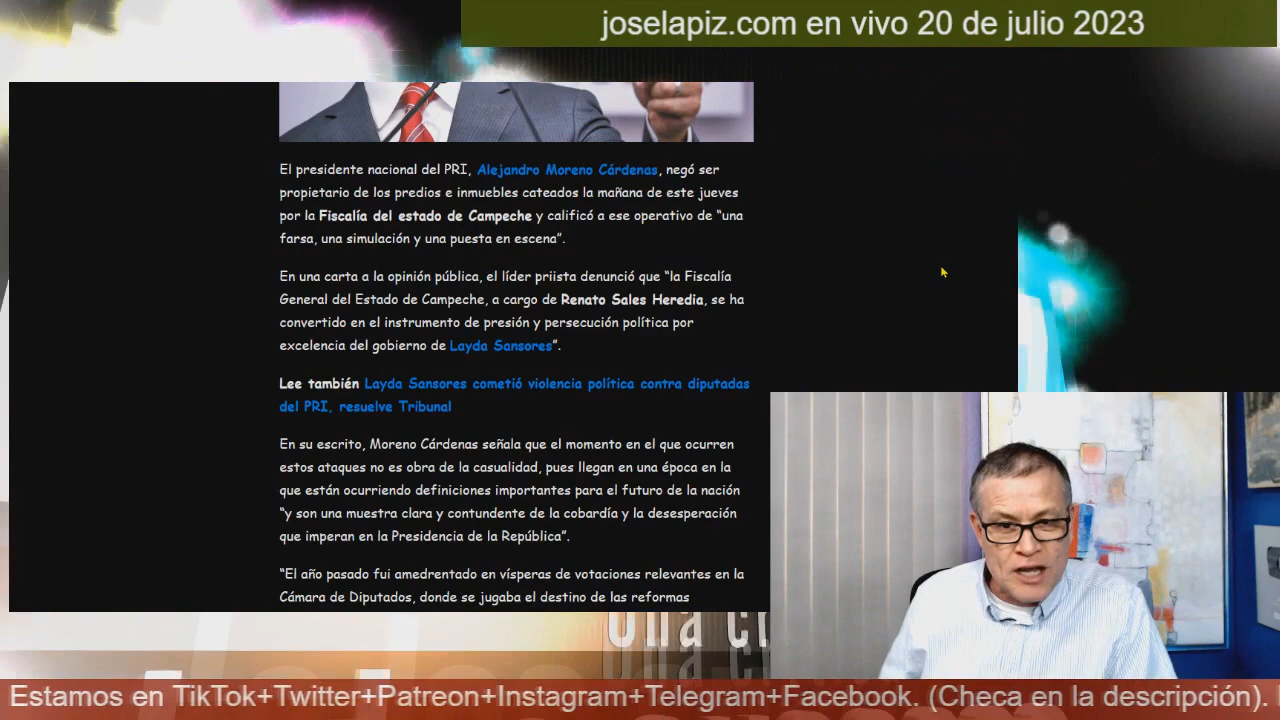 joselapiz.com en vivo 20 de julio 2023
El presidente nacional del PRI, Alejandro Moreno Cárdenas, negó ser
propietario de los predios e inmuebles cateados la mañana de este jueves
por la Fiscalía del estado de Campeche y calificó a ese operativo de “una
farsa, una simulación y una puesta en escena”.
En una carta a la opinión pública, el líder priista denunció que “la Fiscalía
General del Estado de Campeche, a cargo de Renato Sales Heredia, se ha
convertido en el instrumento de presión y persecución política por
excelencia del gobierno de Layda Sansores”.
Lee también Layda Sansores cometió violencia política contra diputadas
del PRI, resuelve Tribunal
En su escrito, Moreno Cárdenas señala que el momento en el que ocurren
estos ataques no es obra de la casualidad, pues llegan en una época en la
que están ocurriendo definiciones importantes para el futuro de la nación
“y son una muestra clara y contundente de la cobardía y la desesperación
que imperan en la Presidencia de la República”.
“El año pasado fui amedrentado en vísperas de votaciones relevantes en la
Cámara de Diputados, donde se jugaba el destino de las reformas
Estamos en TikTok+Twitter+Patreon+Instagram+Telegram+Facebook. (Checa en la descripción).